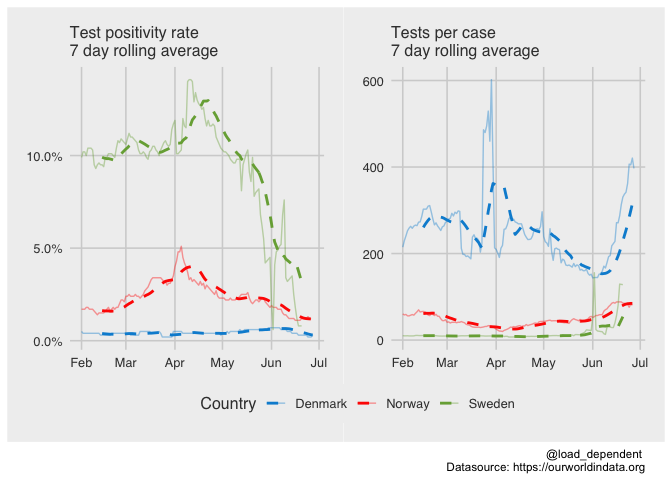 Test positivity rate
7 day rolling average
10.0%
5.0%
0.0%
Feb Mar Apr May Jun Jul
Tests per case
7 day rolling average
600
400
200
0
Feb Mar Apr May Jun Jul
Country Denmark Norway Sweden
@load_dependent
Datasource: https://ourworldindata.org